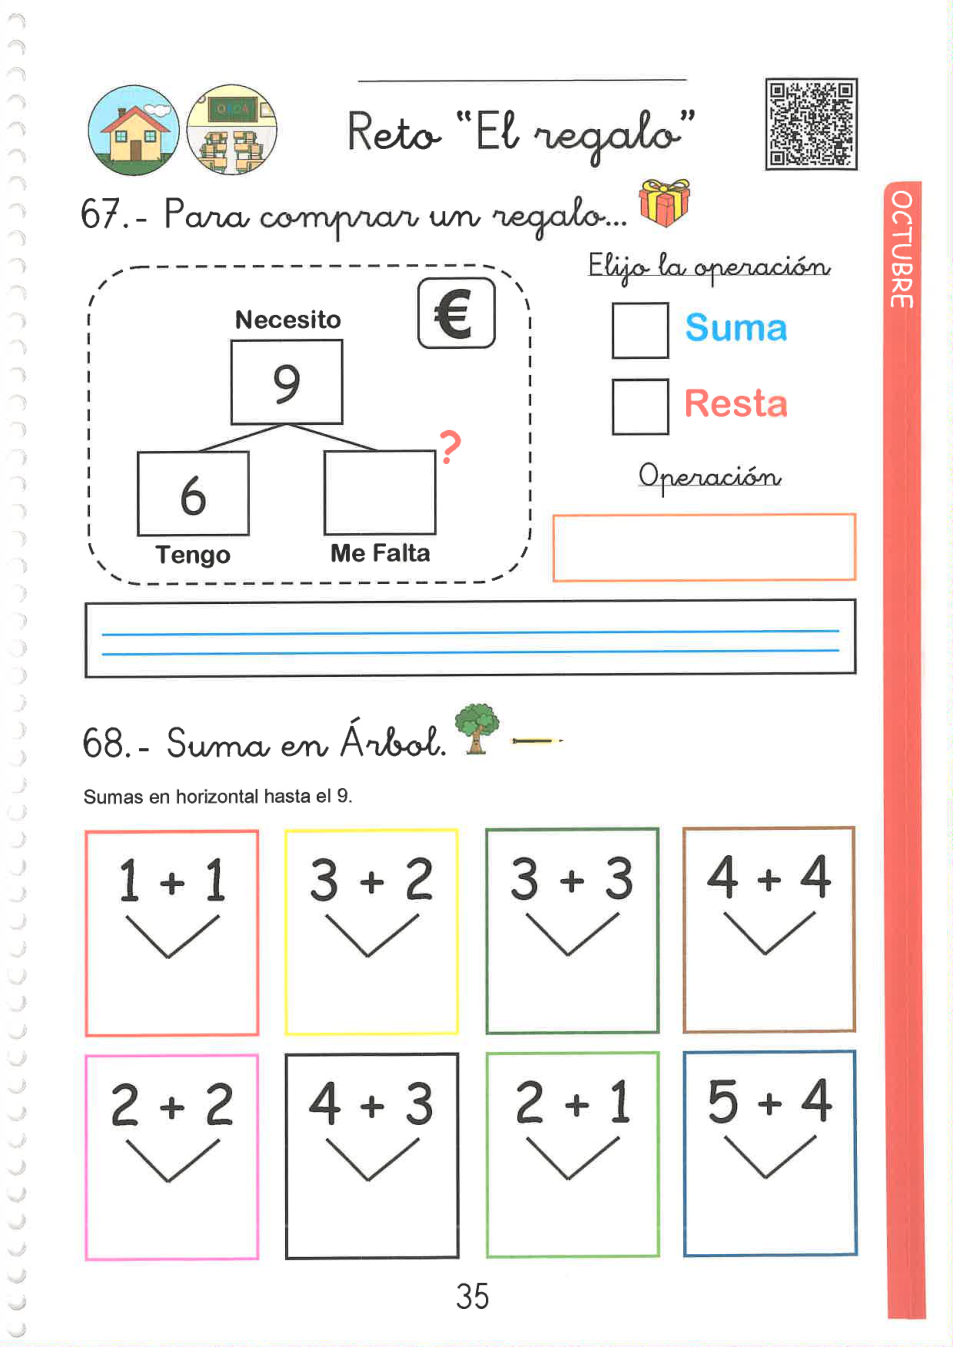 Reto “El regalo”
67.- Para comprar un regalo...
OCTUBRE
Elijo la operación
€
Necesito
9
Suma
Resta
?
6
Tengo
Me Falta
Operación
68.- Suma en Árbol.
Sumas en horizontal hasta el 9.
1 + 1
3 + 2
3 + 3
4 + 4
2 + 2
4 + 3
2 + 1
5 + 4
35